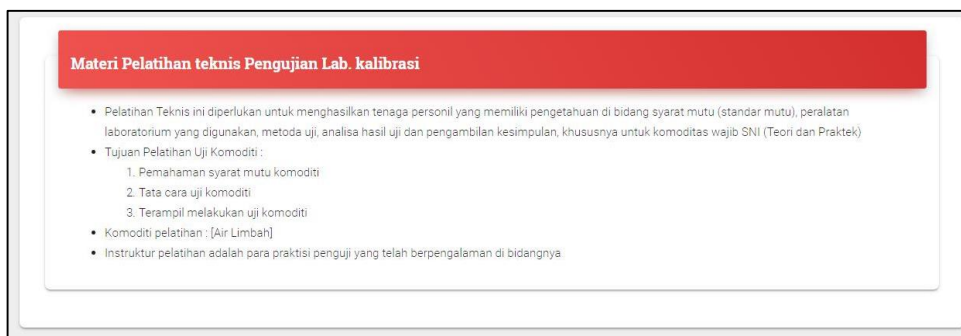 Materi Pelatihan teknis Pengujian Lab. kalibrasi
• Pelatihan Teknis ini diperlukan untuk menghasilkan tenaga personil yang memiliki pengetahuan di bidang syarat mutu (standar mutu), peralatan
laboratorium yang digunakan, metoda uji, analisa hasil uji dan pengambilan kesimpulan, khususnya untuk komoditas wajib SNI (Teori dan Praktek)
• Tujuan Pelatihan Uji Komoditi :
1. Pemahaman syarat mutu komoditi
2. Tata cara uji komoditi
3. Terampil melakukan uji komoditi
• Komoditi pelatihan : [Air Limbah]
• Instruktur pelatihan adalah para praktisi penguji yang telah berpengalaman di bidangnya